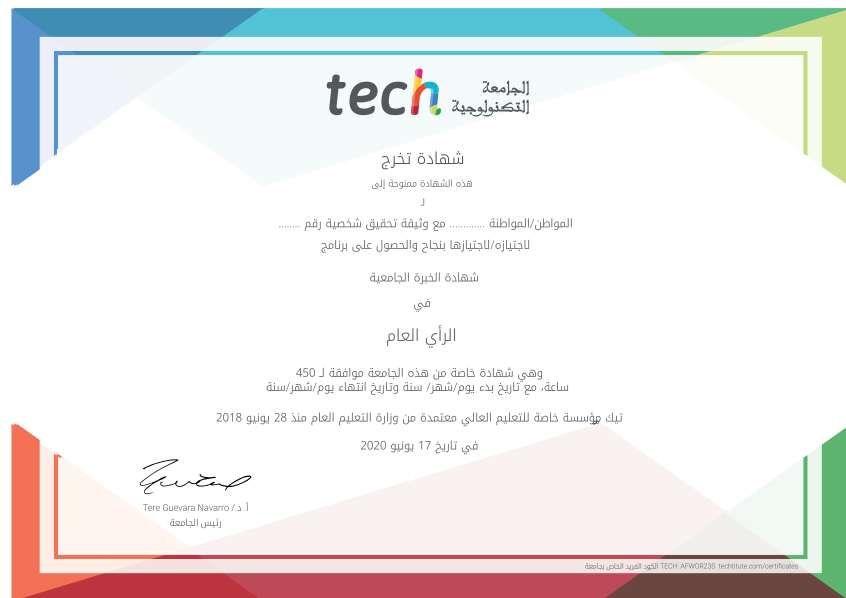 tech الجامعة
التكنولوجية
شهادة تخرج
هذه الشهادة ممنوحة إلى
ر
المواطن/المواطنة ............. مع وثيقة تحقيق شخصية رقم ........
لاجتيازه/لاجتيازها بنجاح والحصول على برنامج
شهادة الخبرة الجامعية
في
الرأي العام
وهي شهادة خاصة من هذه الجامعة موافقة لـ 450
ساعة، مع تاريخ بدء يوم/شهر/ سنة وتاريخ انتهاء يوم/شهر/سنة
تيك مؤسسة خاصة للتعليم العالي معتمدة من وزارة التعليم العام منذ 28 يونيو 2018
في تاريخ 17 يونيو 2020
أ. د./ Tere Guevara Navarro
رئيس الجامعة
الكود الفريد الخاص بجامعة TECH: AFWOR23S techtitute.com/certificates